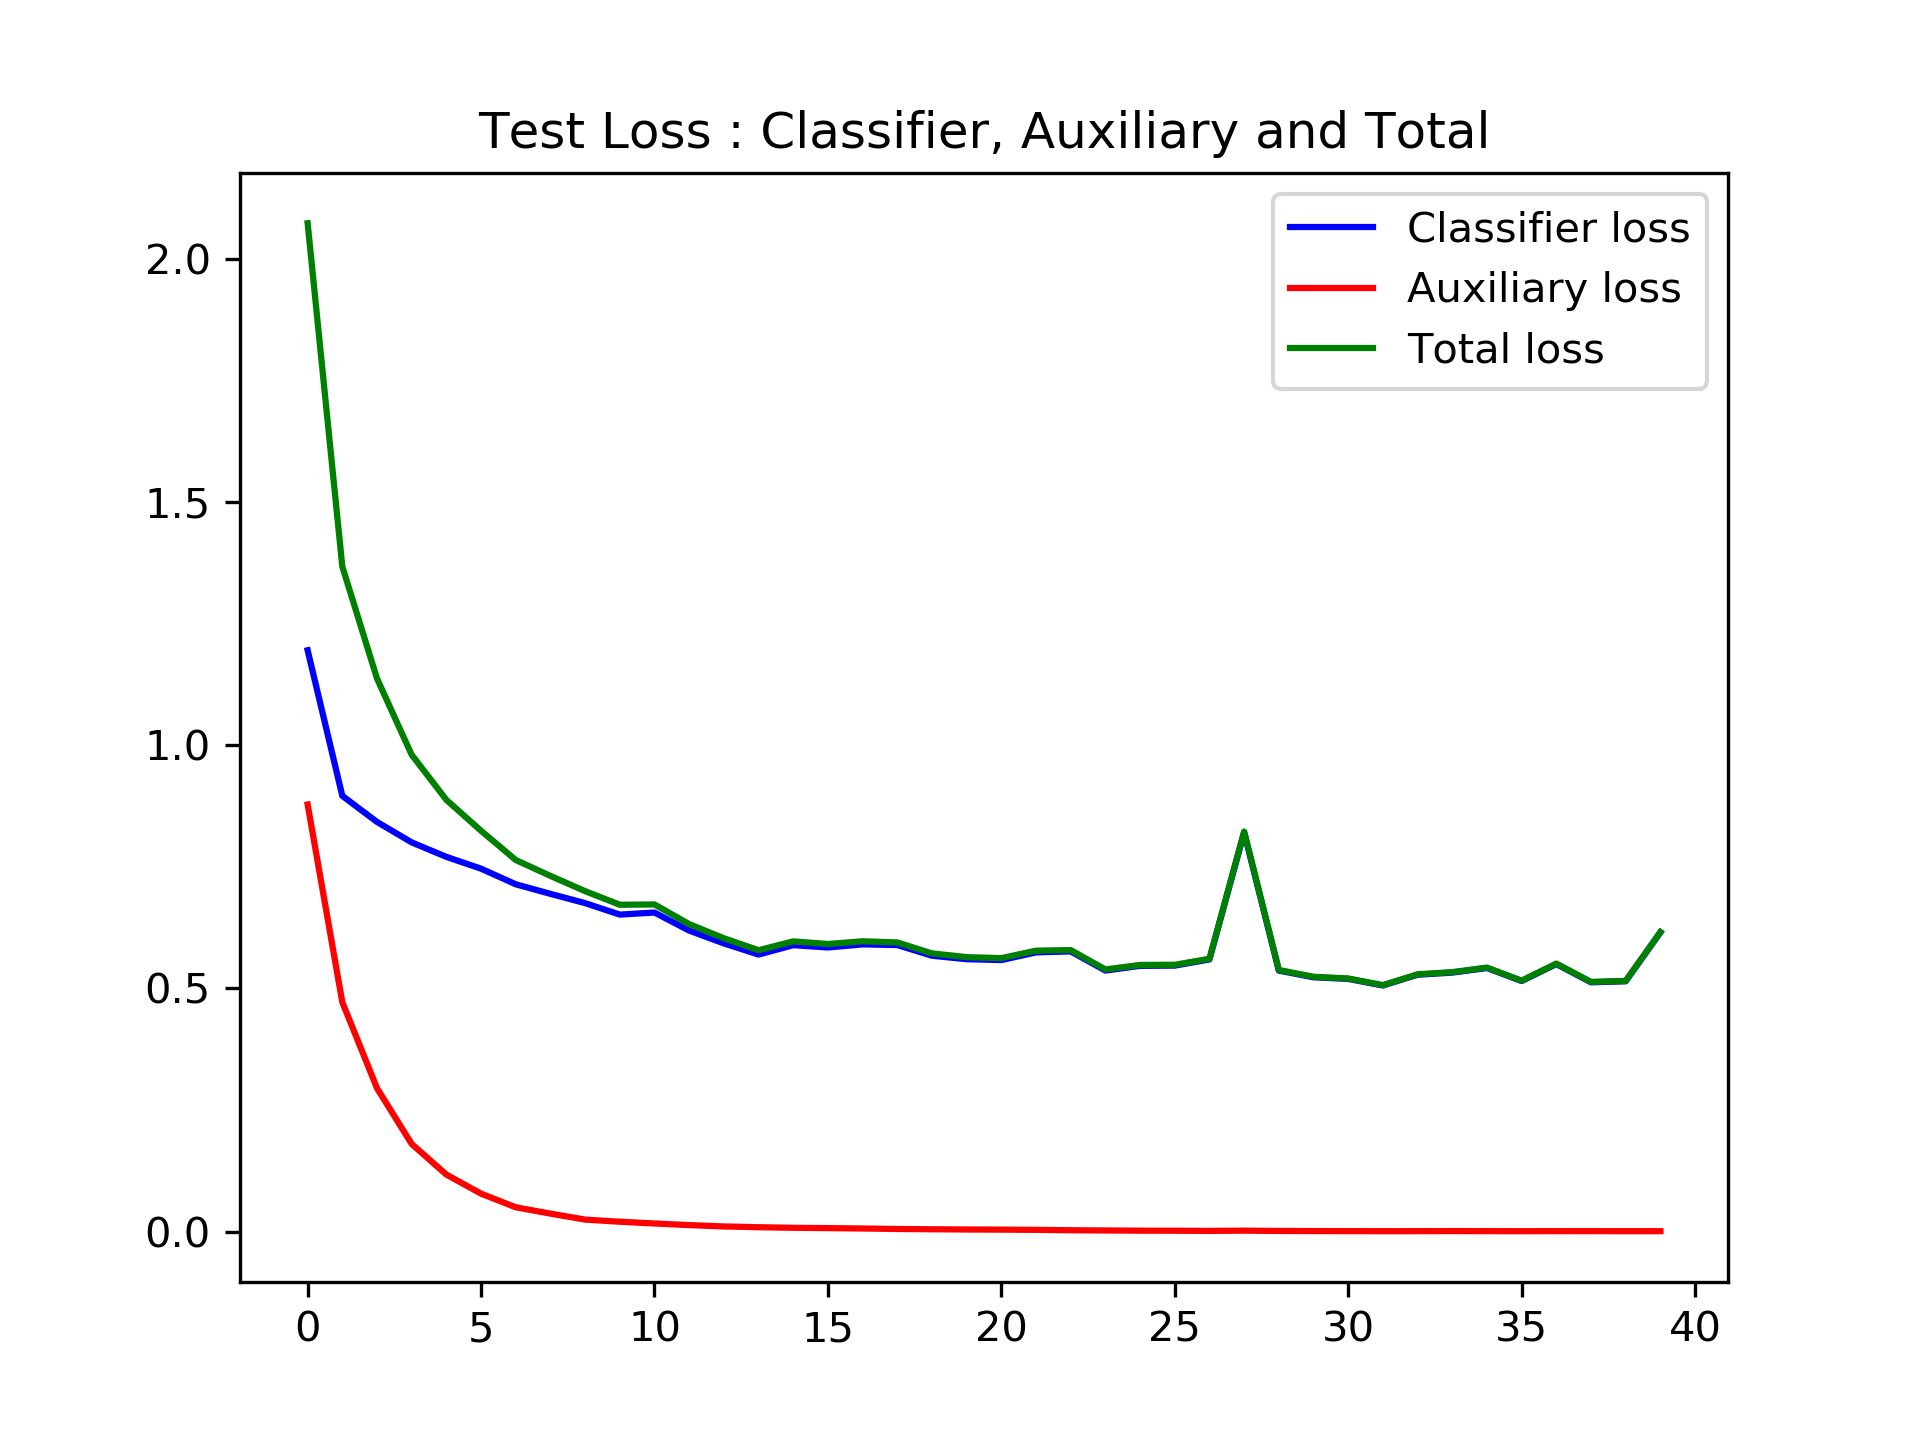 Test Loss : Classifier, Auxiliary and Total
Classifier loss
Auxiliary loss
Total loss
2.0
1.5
1.0
0.5
0.0
0 5 10 15 20 25 30 35 40